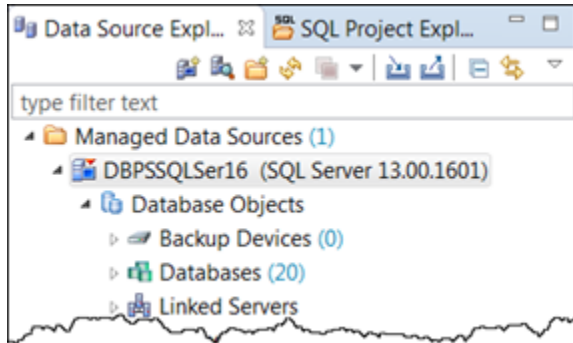 Data Source Expl... SQL Project Expl...
type filter text
Managed Data Sources (1)
DBPSSQLSer16 (SQL Server 13.00.1601)
Database Objects
Backup Devices (0)
Databases (20)
Linked Servers